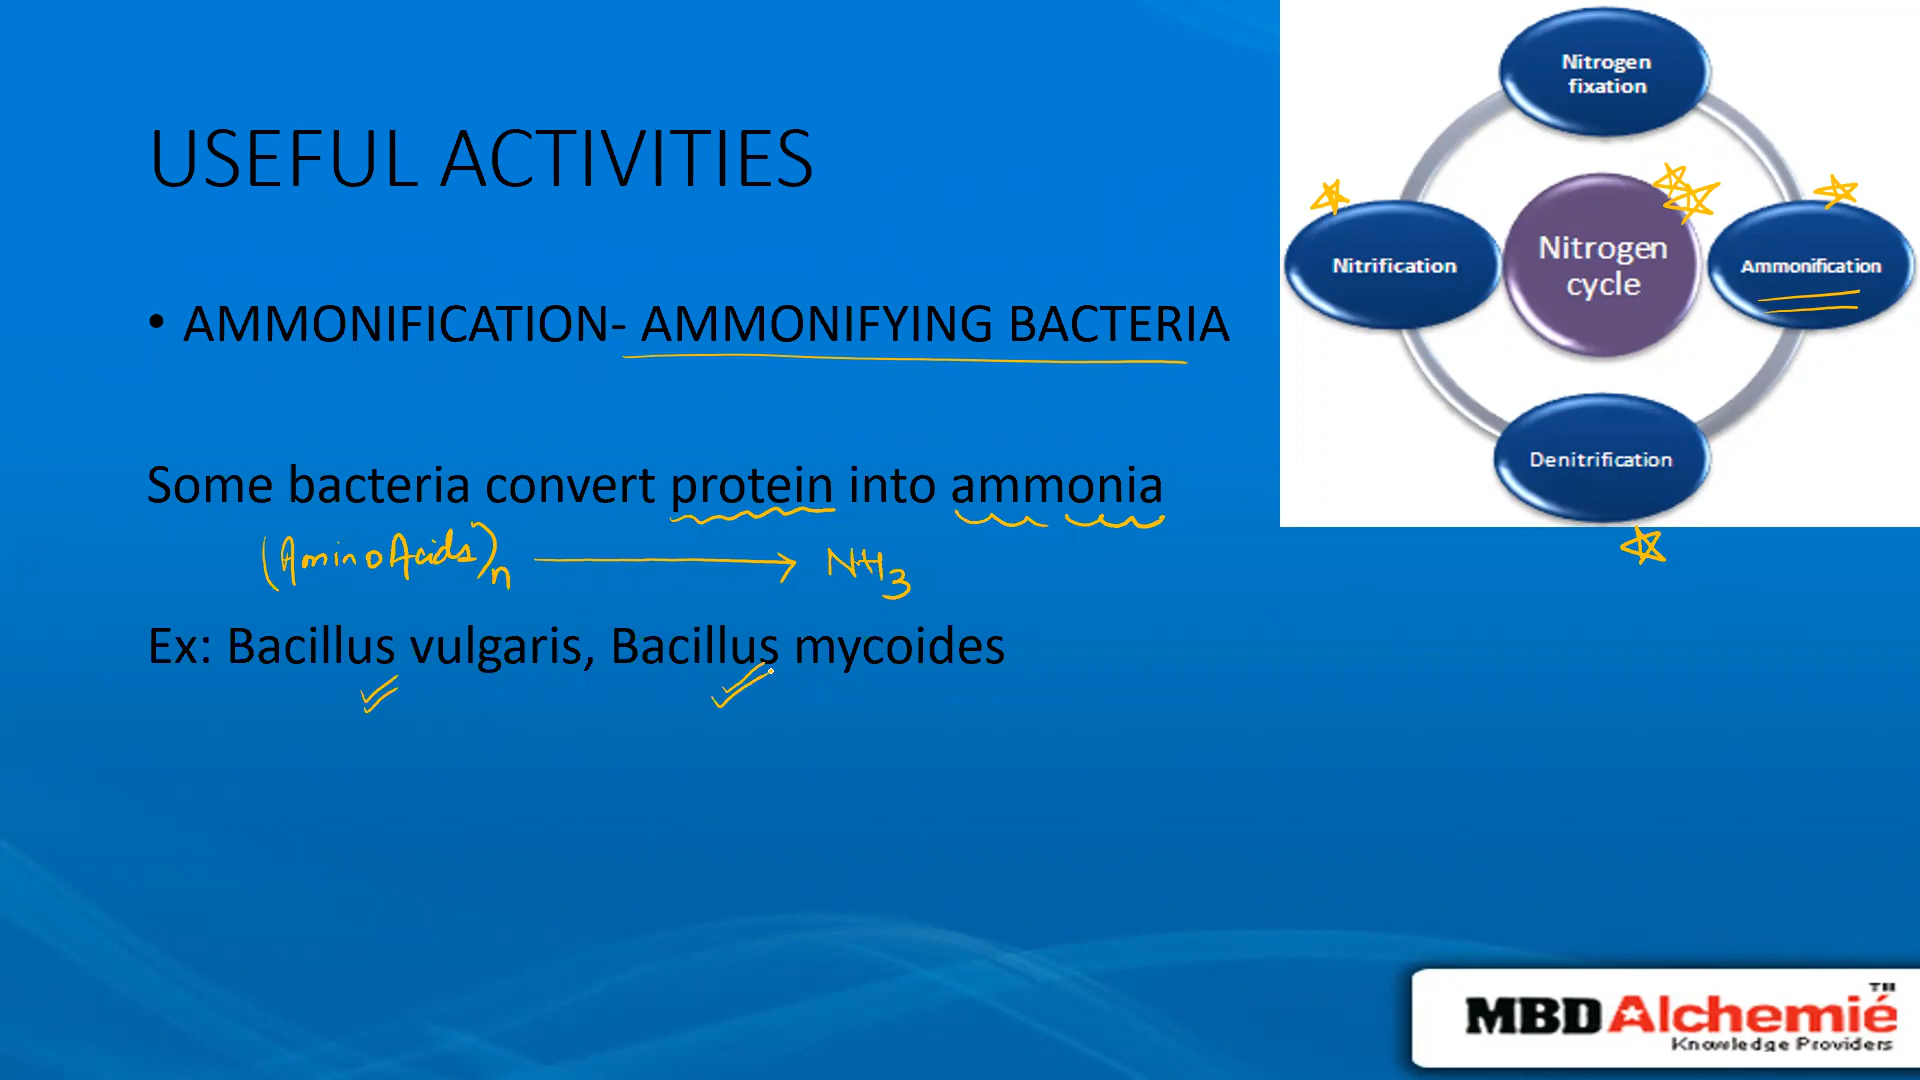 USEFUL ACTIVITIES
• AMMONIFICATION- AMMONIFYING BACTERIA
Some bacteria convert protein into ammonia
(Amino Acids)n ⟶ NH3
Ex: Bacillus vulgaris, Bacillus mycoides
Nitrogen
fixation
Nitrification
Nitrogen
cycle
Ammonification
Denitrification
MBD Alchemié TM
Knowledge Providers